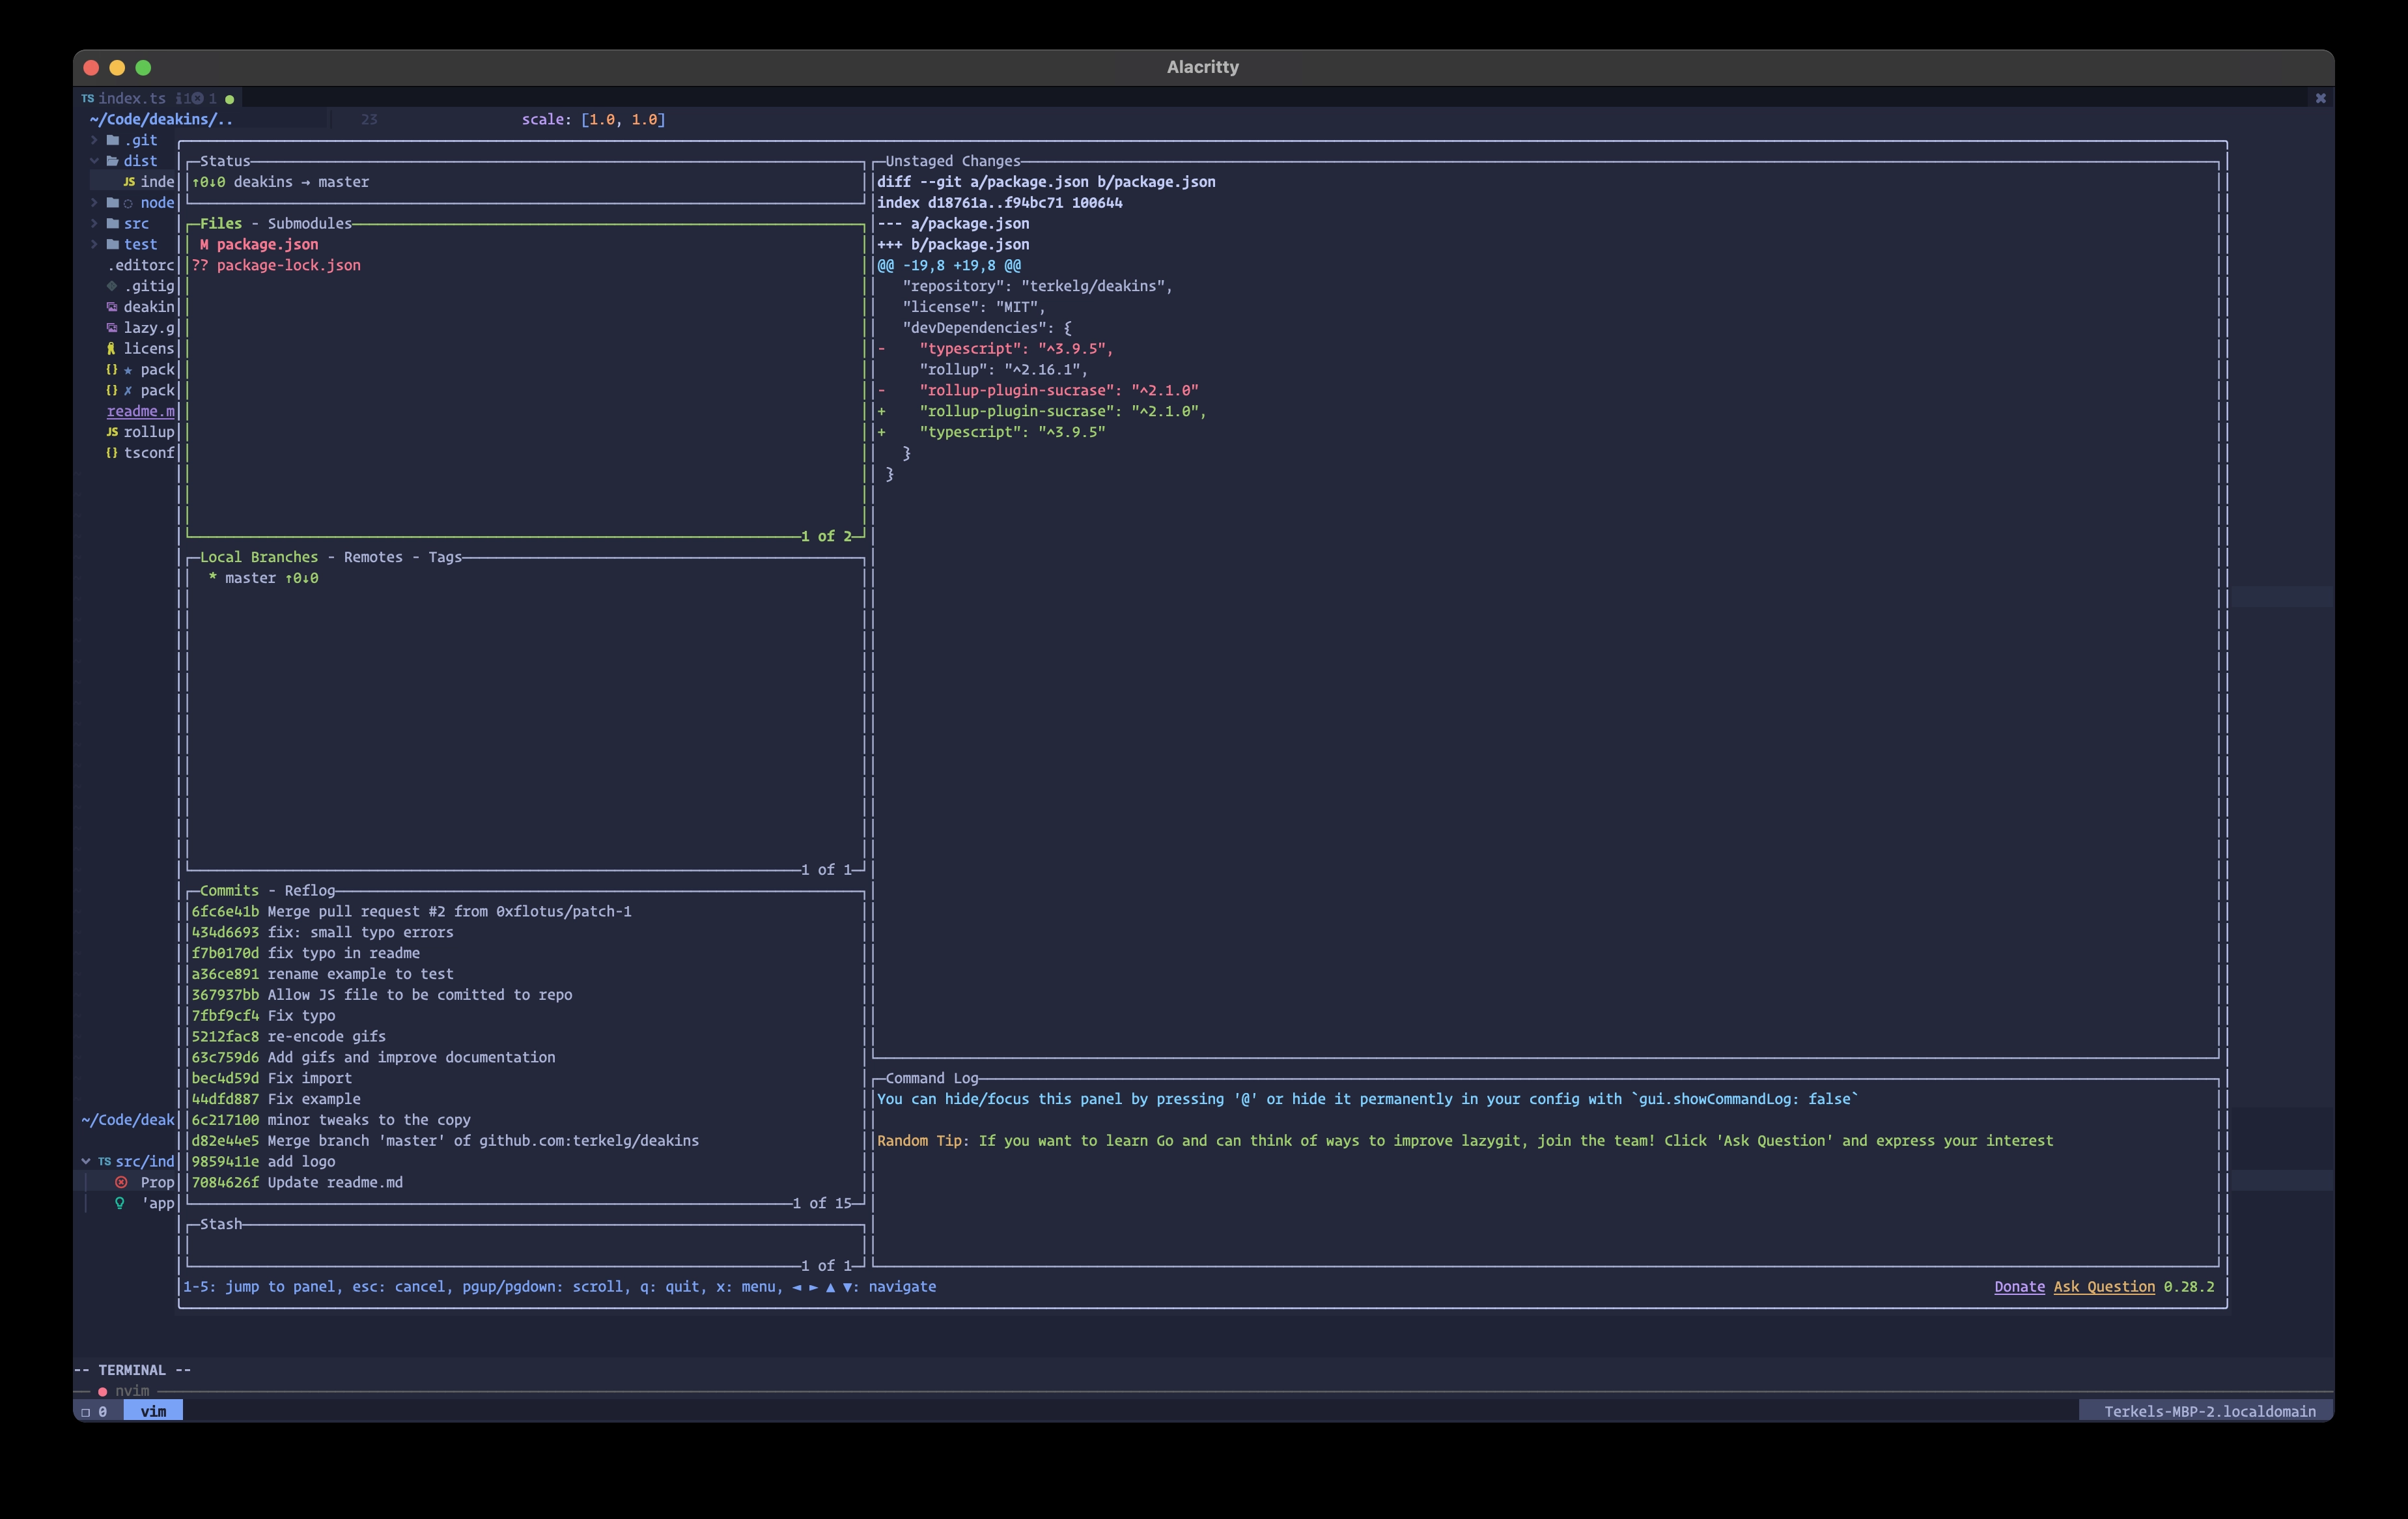 Alacritty
TS index.ts 1 1
~/Code/deakins/..
23 scale: [1.0, 1.0]
.git
dist
JS inde
node
src
test
.editorc
.gitig
deakin
lazy.g
licens
{} ★ pack
{} ✗ pack
readme.m
JS rollup
{} tsconf
~/Code/deak
TS src/ind
Prop
'app
Status
↑0↓0 deakins → master
Files - Submodules
M package.json
?? package-lock.json
1 of 2
Local Branches - Remotes - Tags
* master ↑0↓0
1 of 1
Commits - Reflog
6fc6e41b Merge pull request #2 from 0xflotus/patch-1
434d6693 fix: small typo errors
f7b0170d fix typo in readme
a36ce891 rename example to test
367937bb Allow JS file to be comitted to repo
7fbf9cf4 Fix typo
5212fac8 re-encode gifs
63c759d6 Add gifs and improve documentation
bec4d59d Fix import
44dfd887 Fix example
6c217100 minor tweaks to the copy
d82e44e5 Merge branch 'master' of github.com:terkelg/deakins
9859411e add logo
7084626f Update readme.md
1 of 15
Stash
1 of 1
Unstaged Changes
diff --git a/package.json b/package.json
index d18761a..f94bc71 100644
--- a/package.json
+++ b/package.json
@@ -19,8 +19,8 @@
"repository": "terkelg/deakins",
"license": "MIT",
"devDependencies": {
- "typescript": "^3.9.5",
"rollup": "^2.16.1",
- "rollup-plugin-sucrase": "^2.1.0"
+ "rollup-plugin-sucrase": "^2.1.0",
+ "typescript": "^3.9.5"
}
}
Command Log
You can hide/focus this panel by pressing '@' or hide it permanently in your config with `gui.showCommandLog: false`
Random Tip: If you want to learn Go and can think of ways to improve lazygit, join the team! Click 'Ask Question' and express your interest
1-5: jump to panel, esc: cancel, pgup/pgdown: scroll, q: quit, x: menu, ◄ ► ▲ ▼: navigate
Donate Ask Question 0.28.2
-- TERMINAL --
nvim
0 vim
Terkels-MBP-2.localdomain